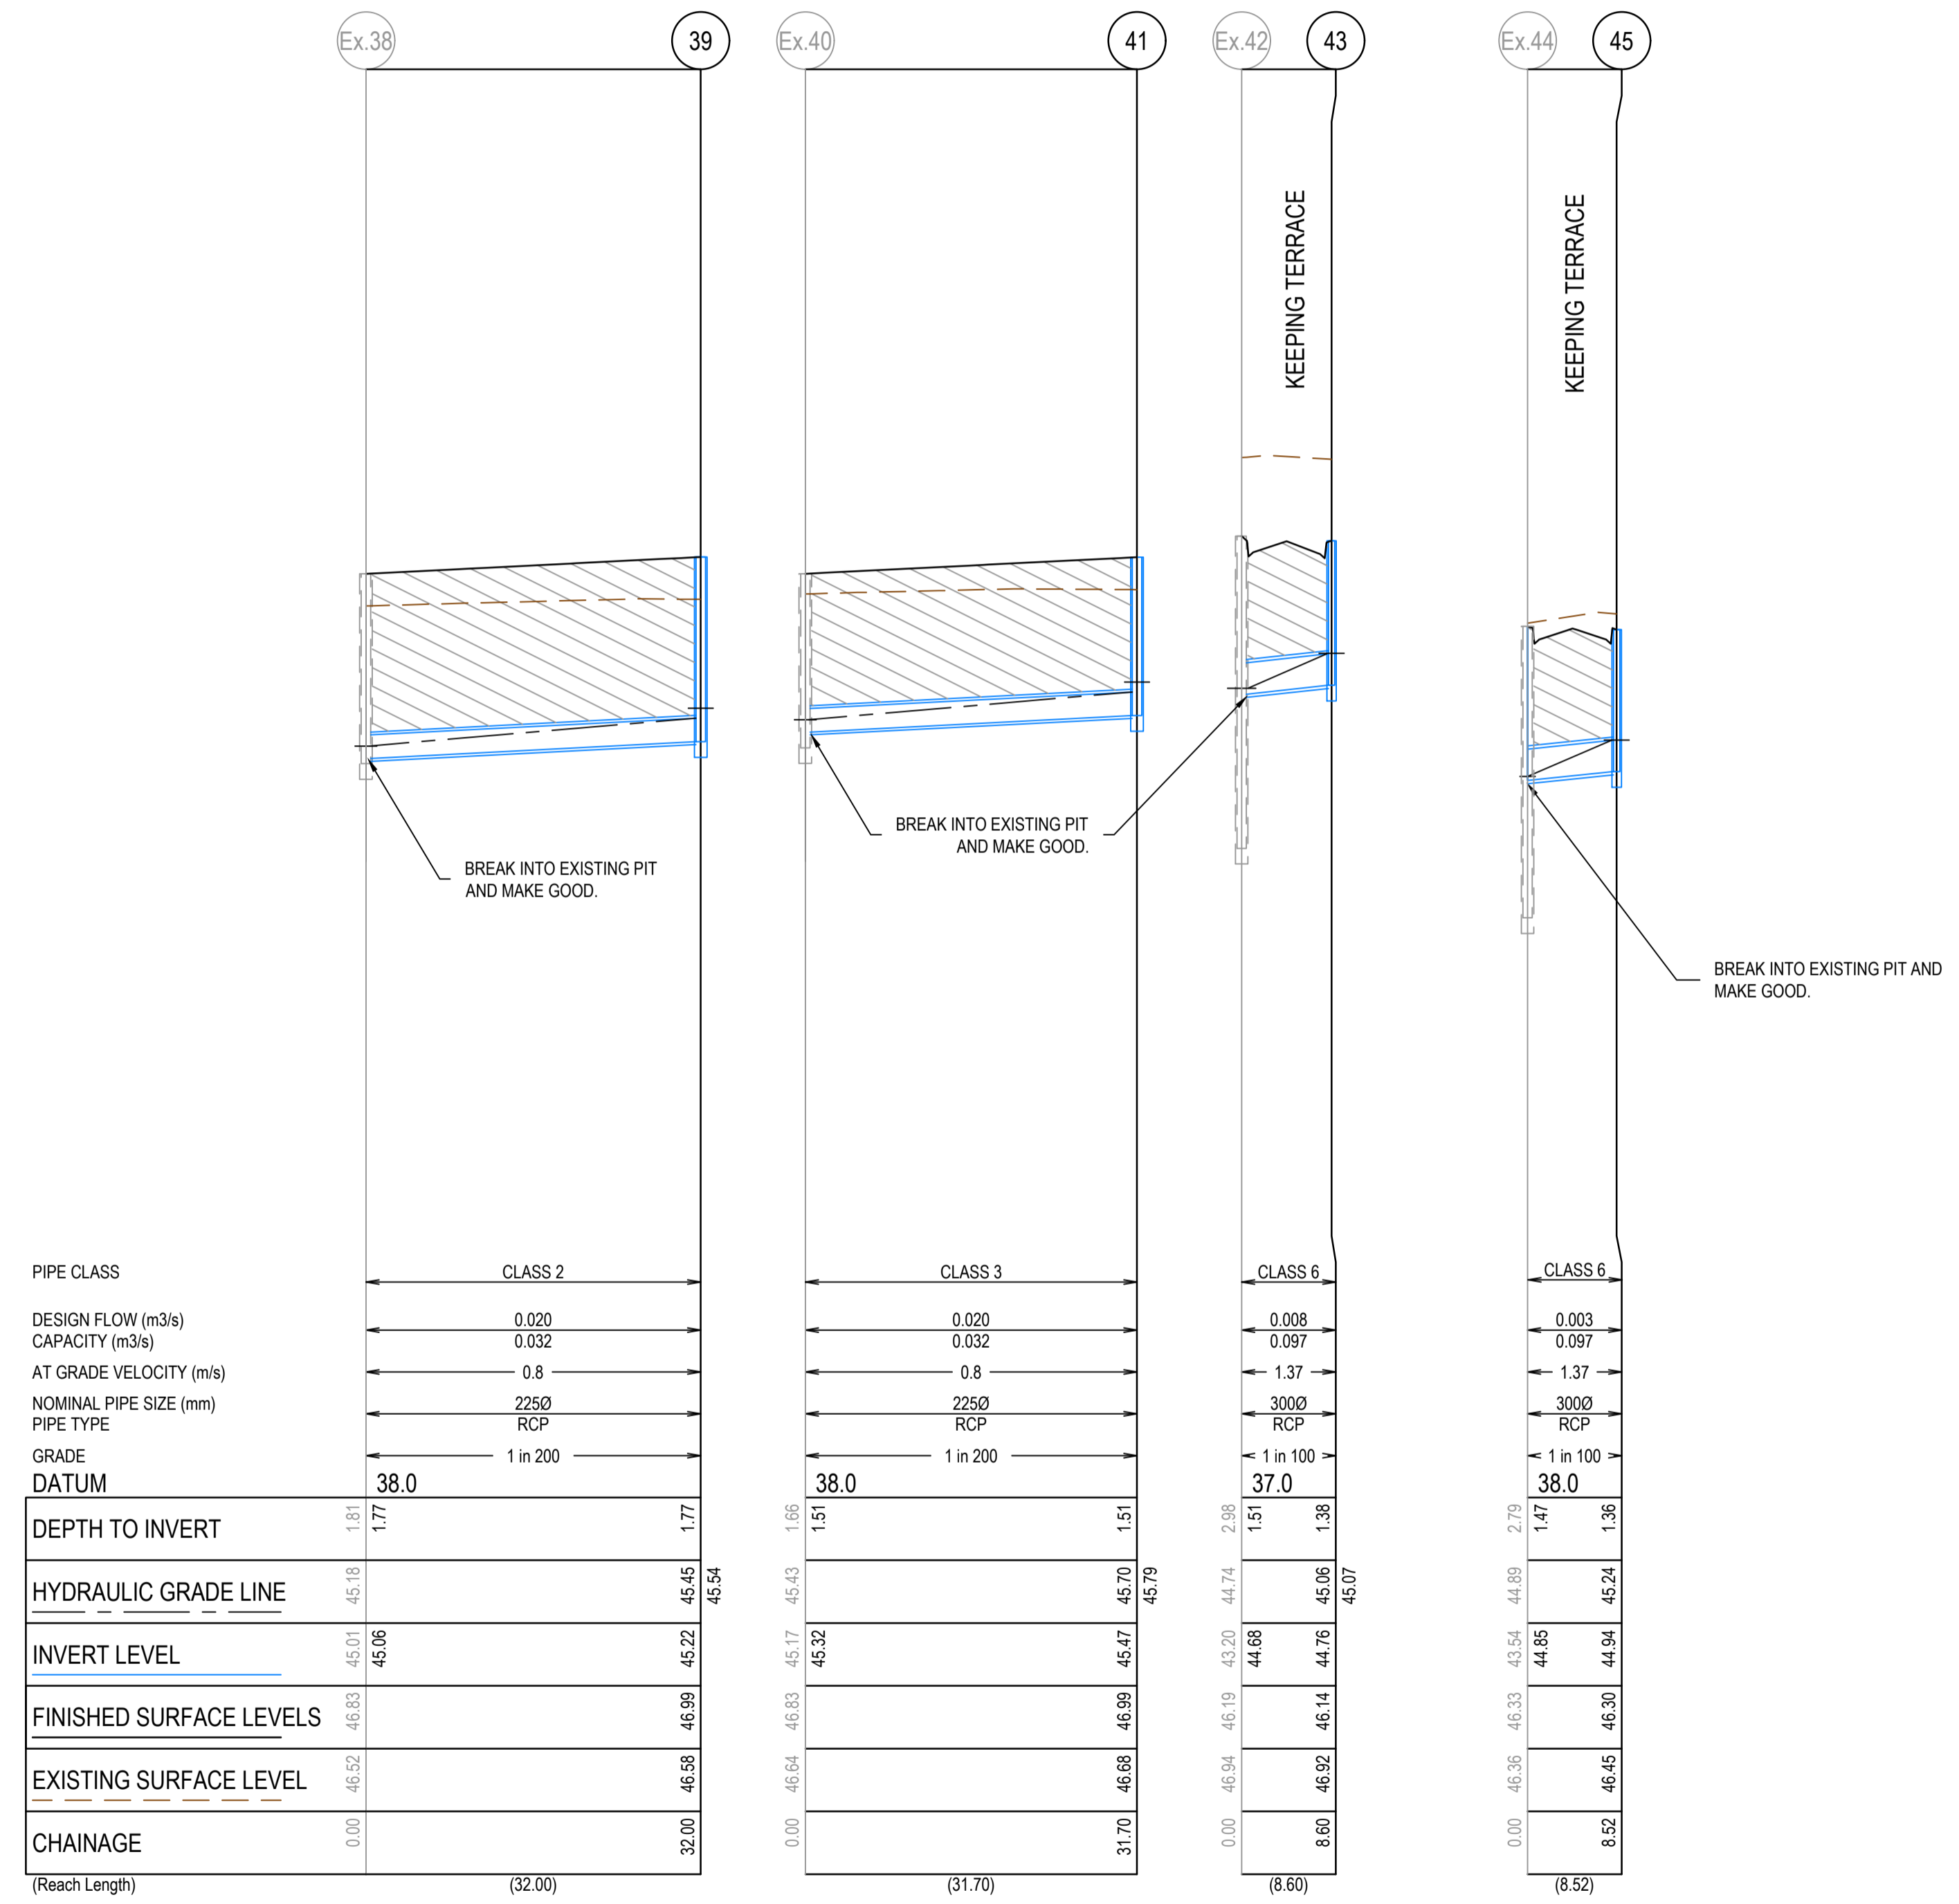 Ex.38 39 Ex.40 41 Ex.42 43 Ex.44 45
KEEPING TERRACE
KEEPING TERRACE
BREAK INTO EXISTING PIT
AND MAKE GOOD.
BREAK INTO EXISTING PIT
AND MAKE GOOD.
BREAK INTO EXISTING PIT AND
MAKE GOOD.
PIPE CLASS CLASS 2 CLASS 3 CLASS 6 CLASS 6
DESIGN FLOW (m3/s) 0.020 0.020 0.008 0.003
CAPACITY (m3/s) 0.032 0.032 0.097 0.097
AT GRADE VELOCITY (m/s) 0.8 0.8 1.37 1.37
NOMINAL PIPE SIZE (mm) 225Ø 225Ø 300Ø 300Ø
PIPE TYPE RCP RCP RCP RCP
GRADE 1 in 200 1 in 200 1 in 100 1 in 100
DATUM 38.0 38.0 37.0 38.0
DEPTH TO INVERT 1.81 1.77 1.77 1.66 1.51 1.51 2.98 1.51 1.38 2.79 1.47 1.36
HYDRAULIC GRADE LINE 45.18 45.45 45.54 45.43 45.70 45.79 44.74 45.06 45.07 44.89 45.24
INVERT LEVEL 45.01 45.06 45.22 45.17 45.32 45.47 43.20 44.68 44.76 43.54 44.85 44.94
FINISHED SURFACE LEVELS 46.83 46.99 46.83 46.99 46.19 46.14 46.33 46.30
EXISTING SURFACE LEVEL 46.52 46.58 46.64 46.68 46.94 46.92 46.36 46.45
CHAINAGE 0.00 32.00 0.00 31.70 0.00 8.60 0.00 8.52
(Reach Length) (32.00) (31.70) (8.60) (8.52)